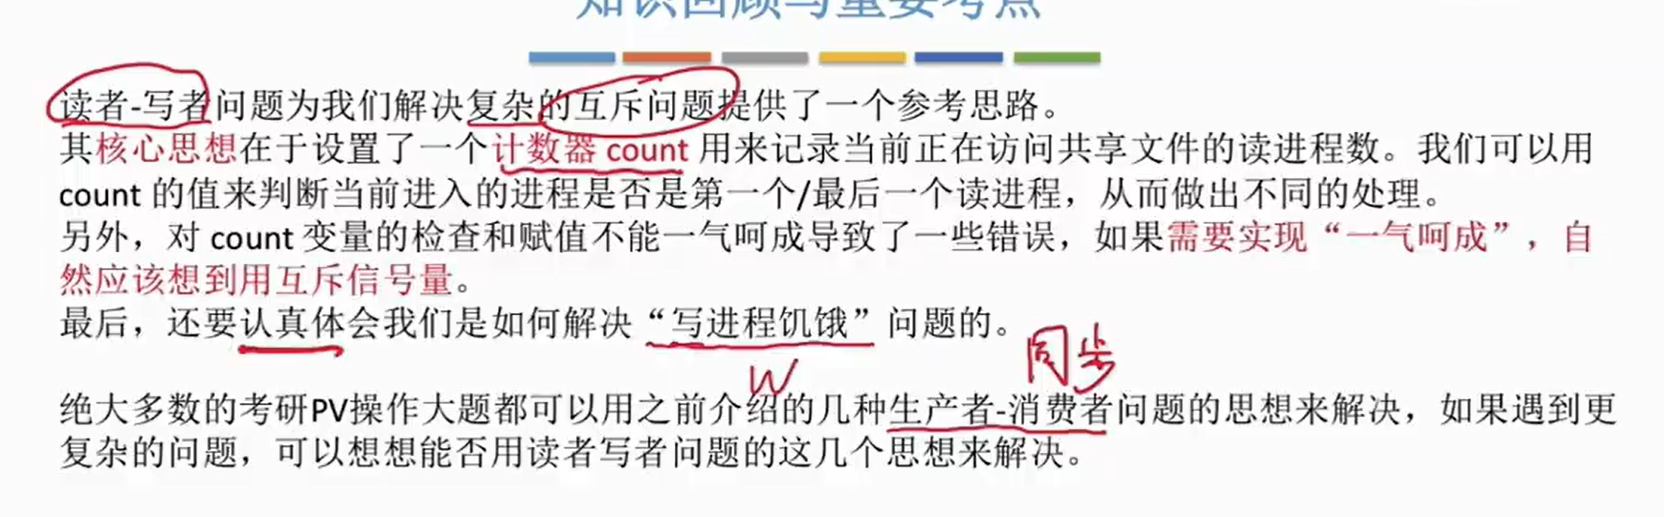 知识回顾与重要考点
读者-写者问题为我们解决复杂的互斥问题提供了一个参考思路。
其核心思想在于设置了一个计数器 count 用来记录当前正在访问共享文件的读进程数。我们可以用
count 的值来判断当前进入的进程是否是第一个/最后一个读进程，从而做出不同的处理。
另外，对 count 变量的检查和赋值不能一气呵成导致了一些错误，如果需要实现“一气呵成”，自
然应该想到用互斥信号量。
最后，还要认真体会我们是如何解决“写进程饥饿”问题的。
同步
W
绝大多数的考研PV操作大题都可以用之前介绍的几种生产者-消费者问题的思想来解决，如果遇到更
复杂的问题，可以想想能否用读者写者问题的这几个思想来解决。